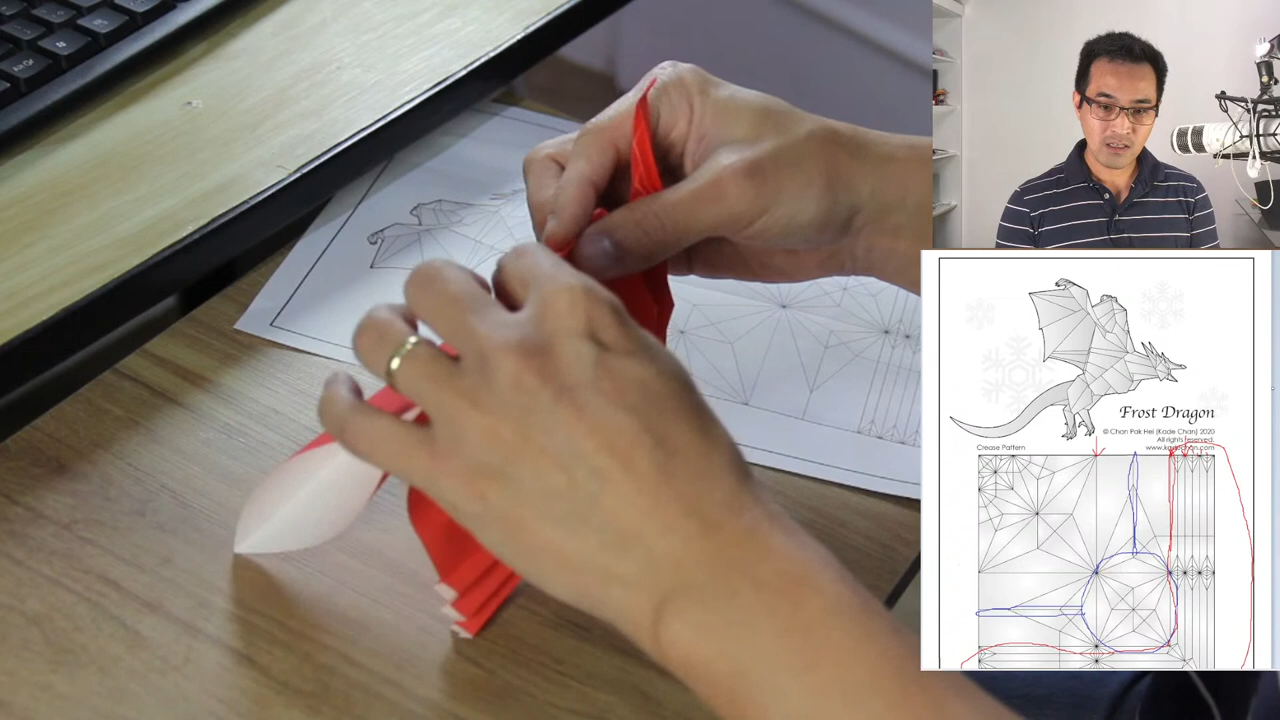 Frost Dragon
© Chan Pak Hei (Kade Chan) 2020
All rights reserved.
Crease Pattern